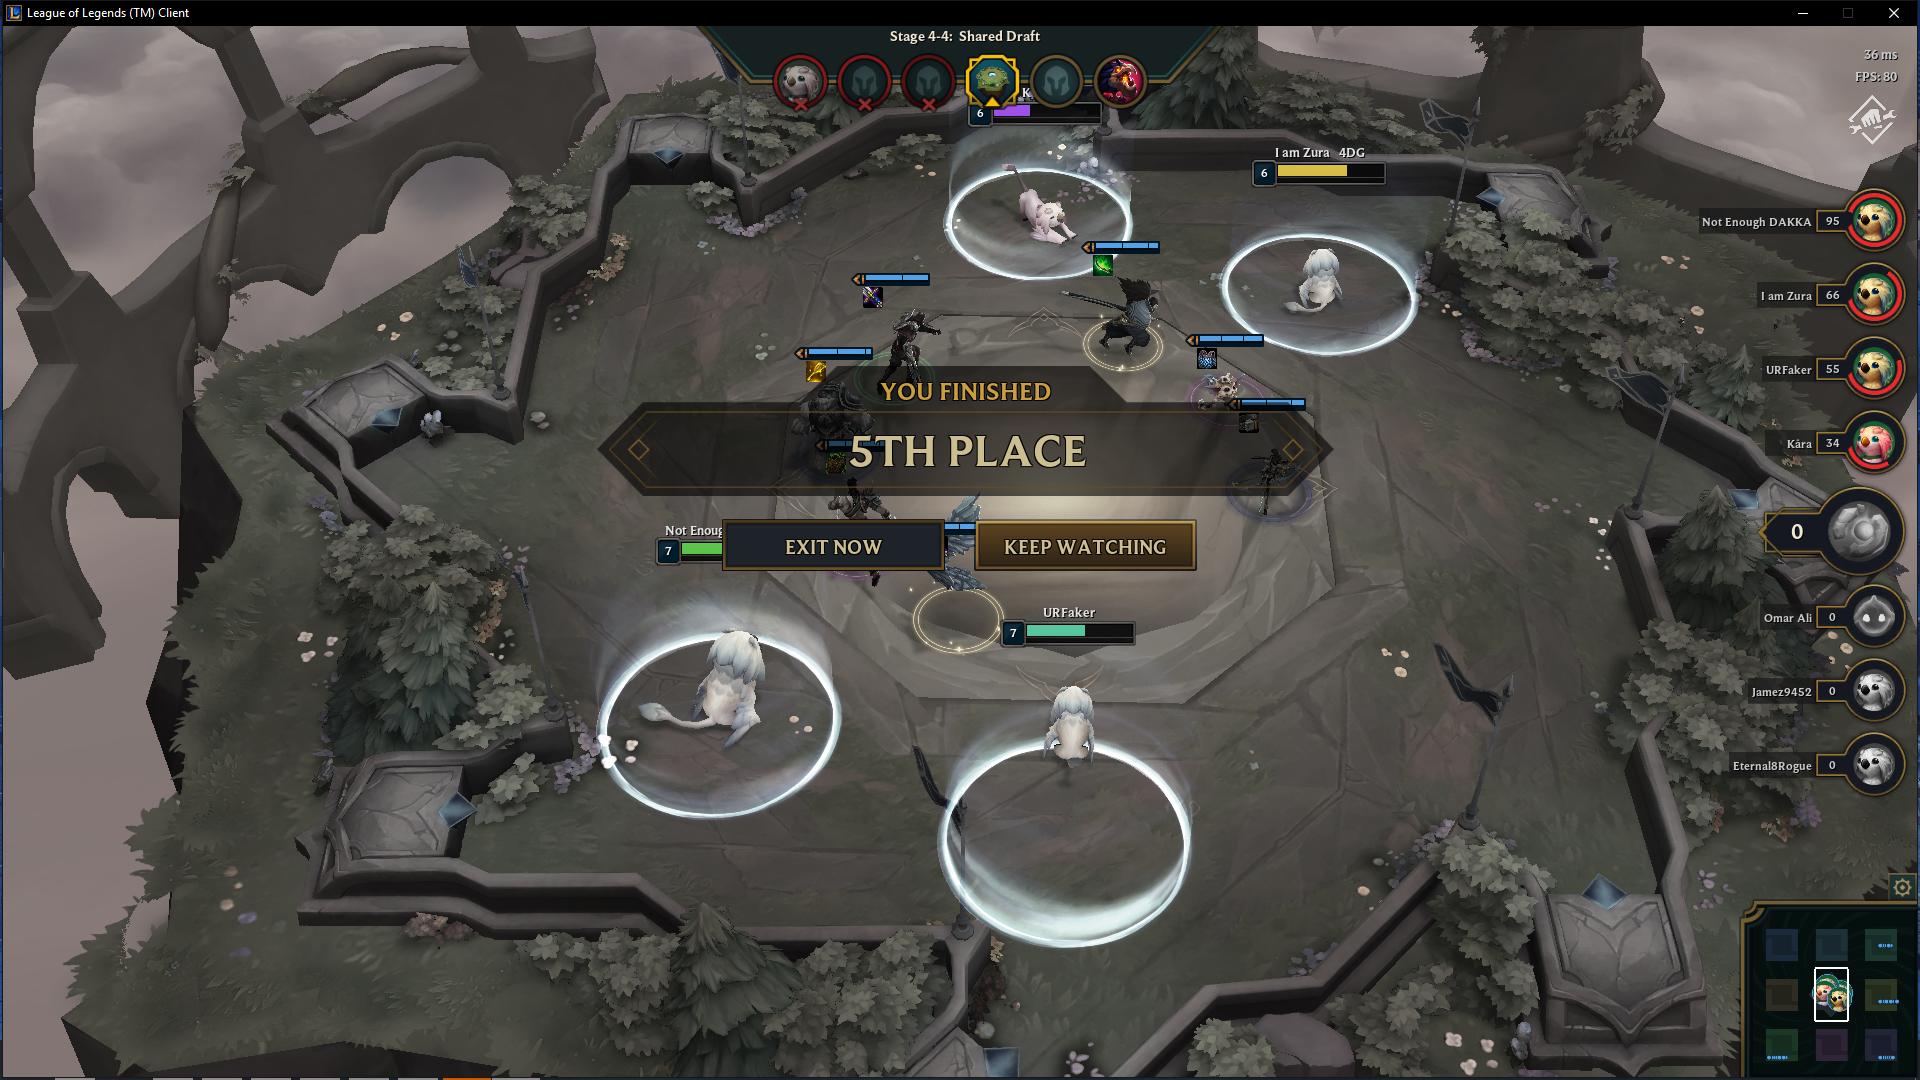 League of Legends (TM) Client
Stage 4-4: Shared Draft
36 ms
FPS: 80
K
6
I am Zura 4DG
6
Not Enough DAKKA 95
I am Zura 66
URFaker 55
Kára 34
0
Omar Ali 0
Jamez9452 0
Eternal8Rogue 0
YOU FINISHED
5TH PLACE
Not Enoug
7
EXIT NOW
KEEP WATCHING
URFaker
7